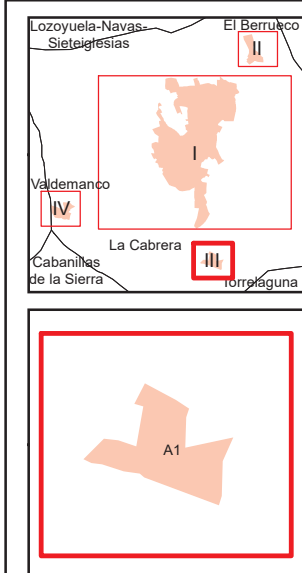 Lozoyuela-Navas-
Sieteiglesias
El Berrueco
II
I
Valdemanco
IV
La Cabrera
III
Cabanillas
de la Sierra
Torrelaguna
A1